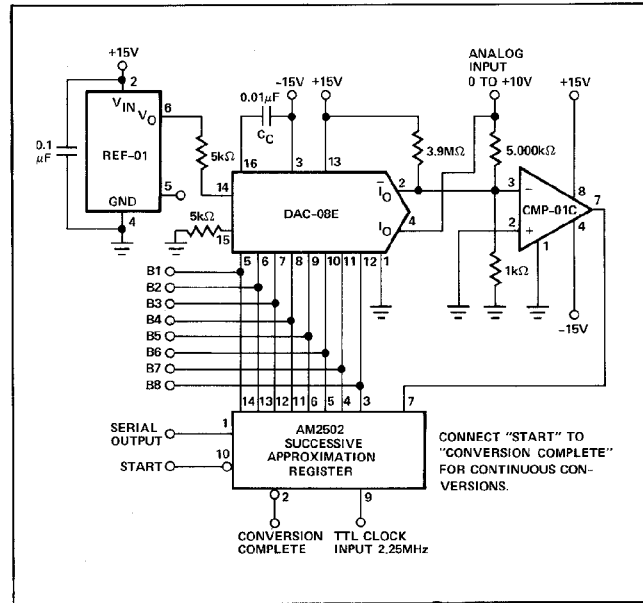 +15V
2
V_IN V_O
6
0.1
μF
REF-01
5
GND
4
5kΩ
0.01μF
C_C
-15V
+15V
16
3
13
14
DAC-08E
5kΩ
15
I̅_O
2
I_O
4
3.9MΩ
ANALOG
INPUT
0 TO +10V
5.000kΩ
+15V
3
−
8
7
CMP-01C
2
+
4
1
1kΩ
-15V
5 6 7 8 9 10 11 12 1
B1
B2
B3
B4
B5
B6
B7
B8
14 13 12 11 6 5 4 3 7
SERIAL
OUTPUT
1
START
10
AM2502
SUCCESSIVE
APPROXIMATION
REGISTER
2
9
CONVERSION
COMPLETE
TTL CLOCK
INPUT 2.25MHz
CONNECT "START" TO
"CONVERSION COMPLETE"
FOR CONTINUOUS CON-
VERSIONS.